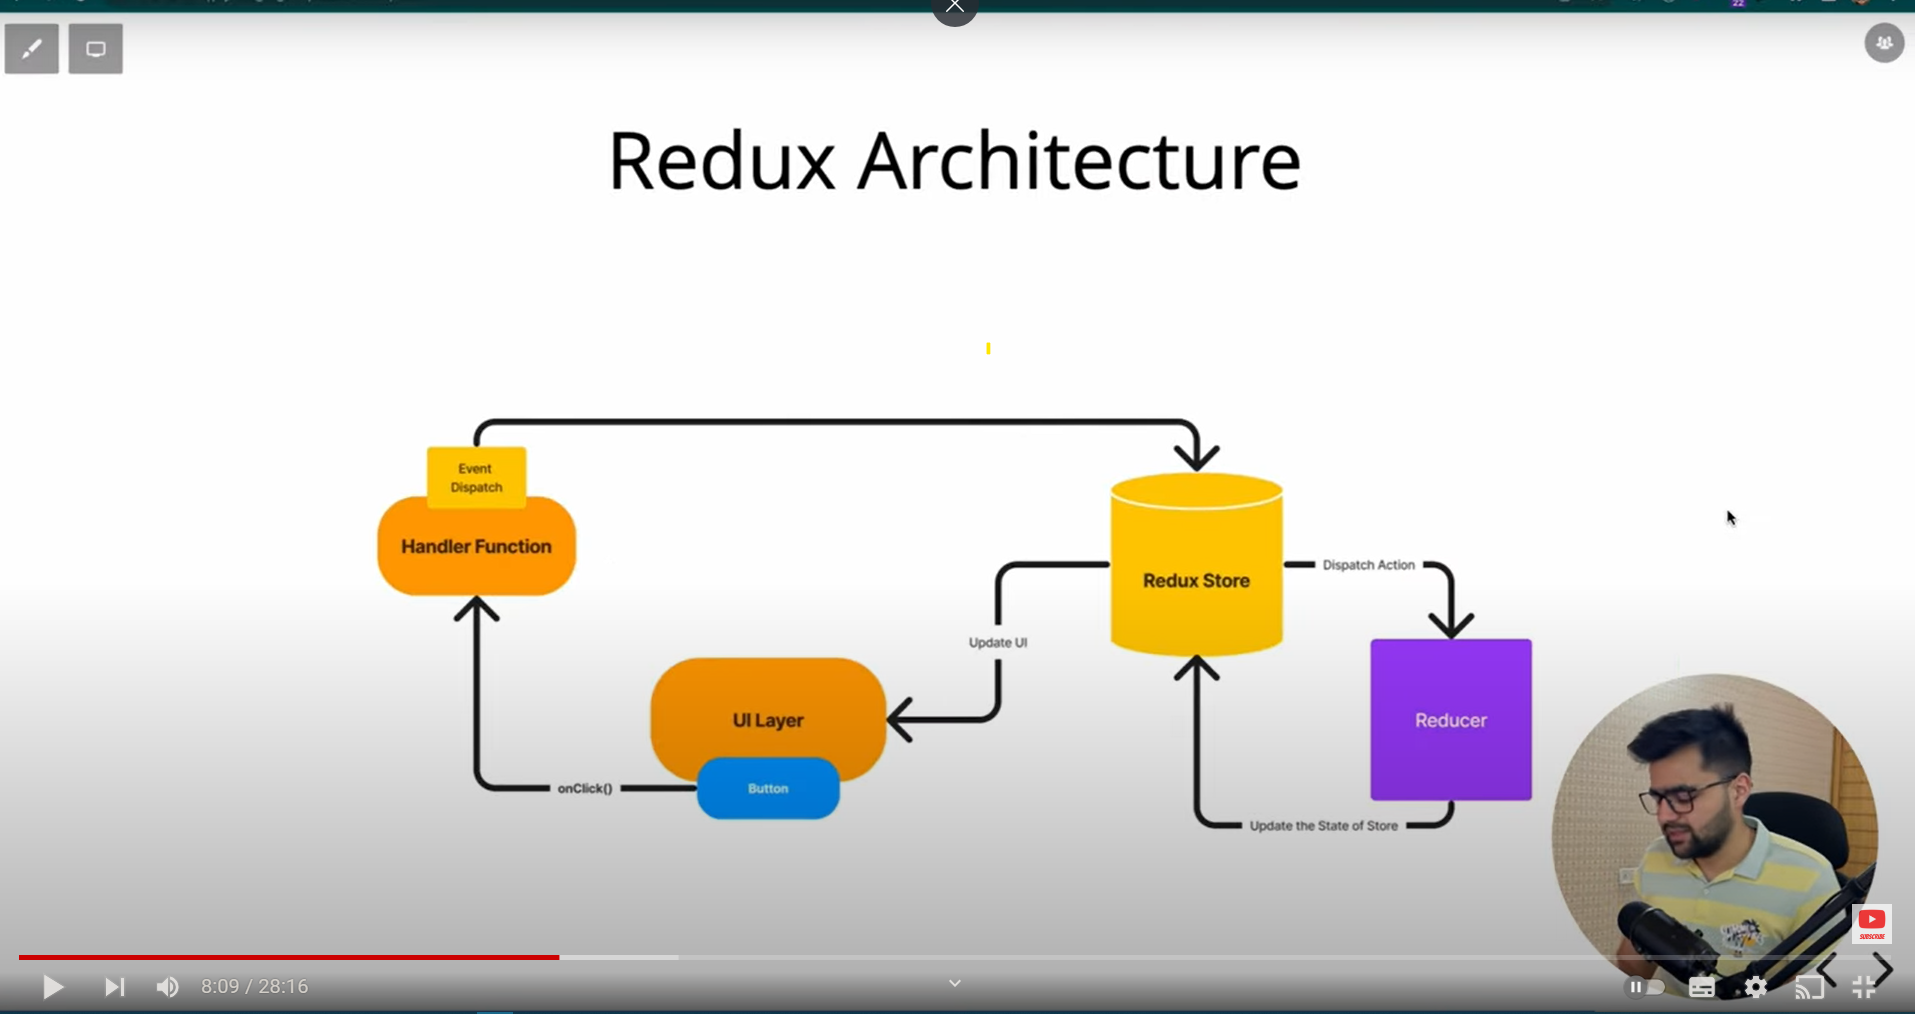 22
Redux Architecture
Event
Dispatch
Handler Function
Redux Store
Dispatch Action
Update UI
UI Layer
Reducer
onClick()
Button
Update the State of Store
SUBSCRIBE
8:09 / 28:16